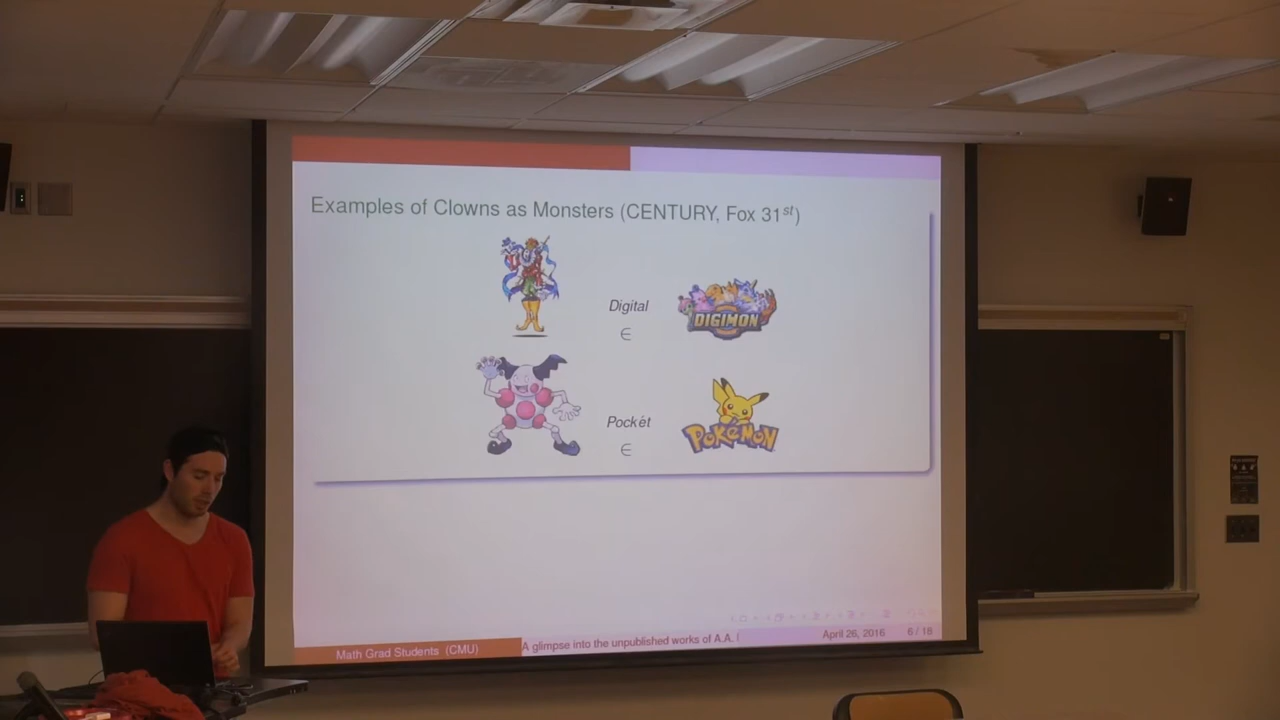 Examples of Clowns as Monsters (CENTURY, Fox 31st)
Digital
∈
DIGIMON
Pockét
∈
POKéMON
Math Grad Students (CMU)
A glimpse into the unpublished works of A.A.
April 26, 2016
6 / 18